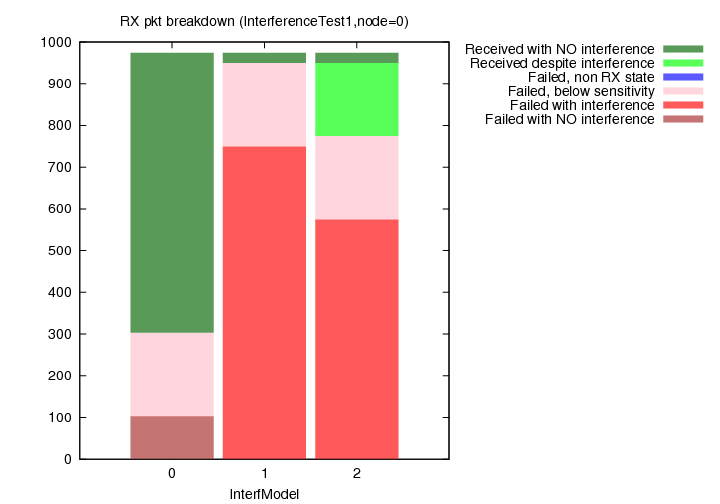 RX pkt breakdown (InterferenceTest1,node=0)
Received with NO interference
Received despite interference
Failed, non RX state
Failed, below sensitivity
Failed with interference
Failed with NO interference
1000
900
800
700
600
500
400
300
200
100
0
0 1 2
InterfModel